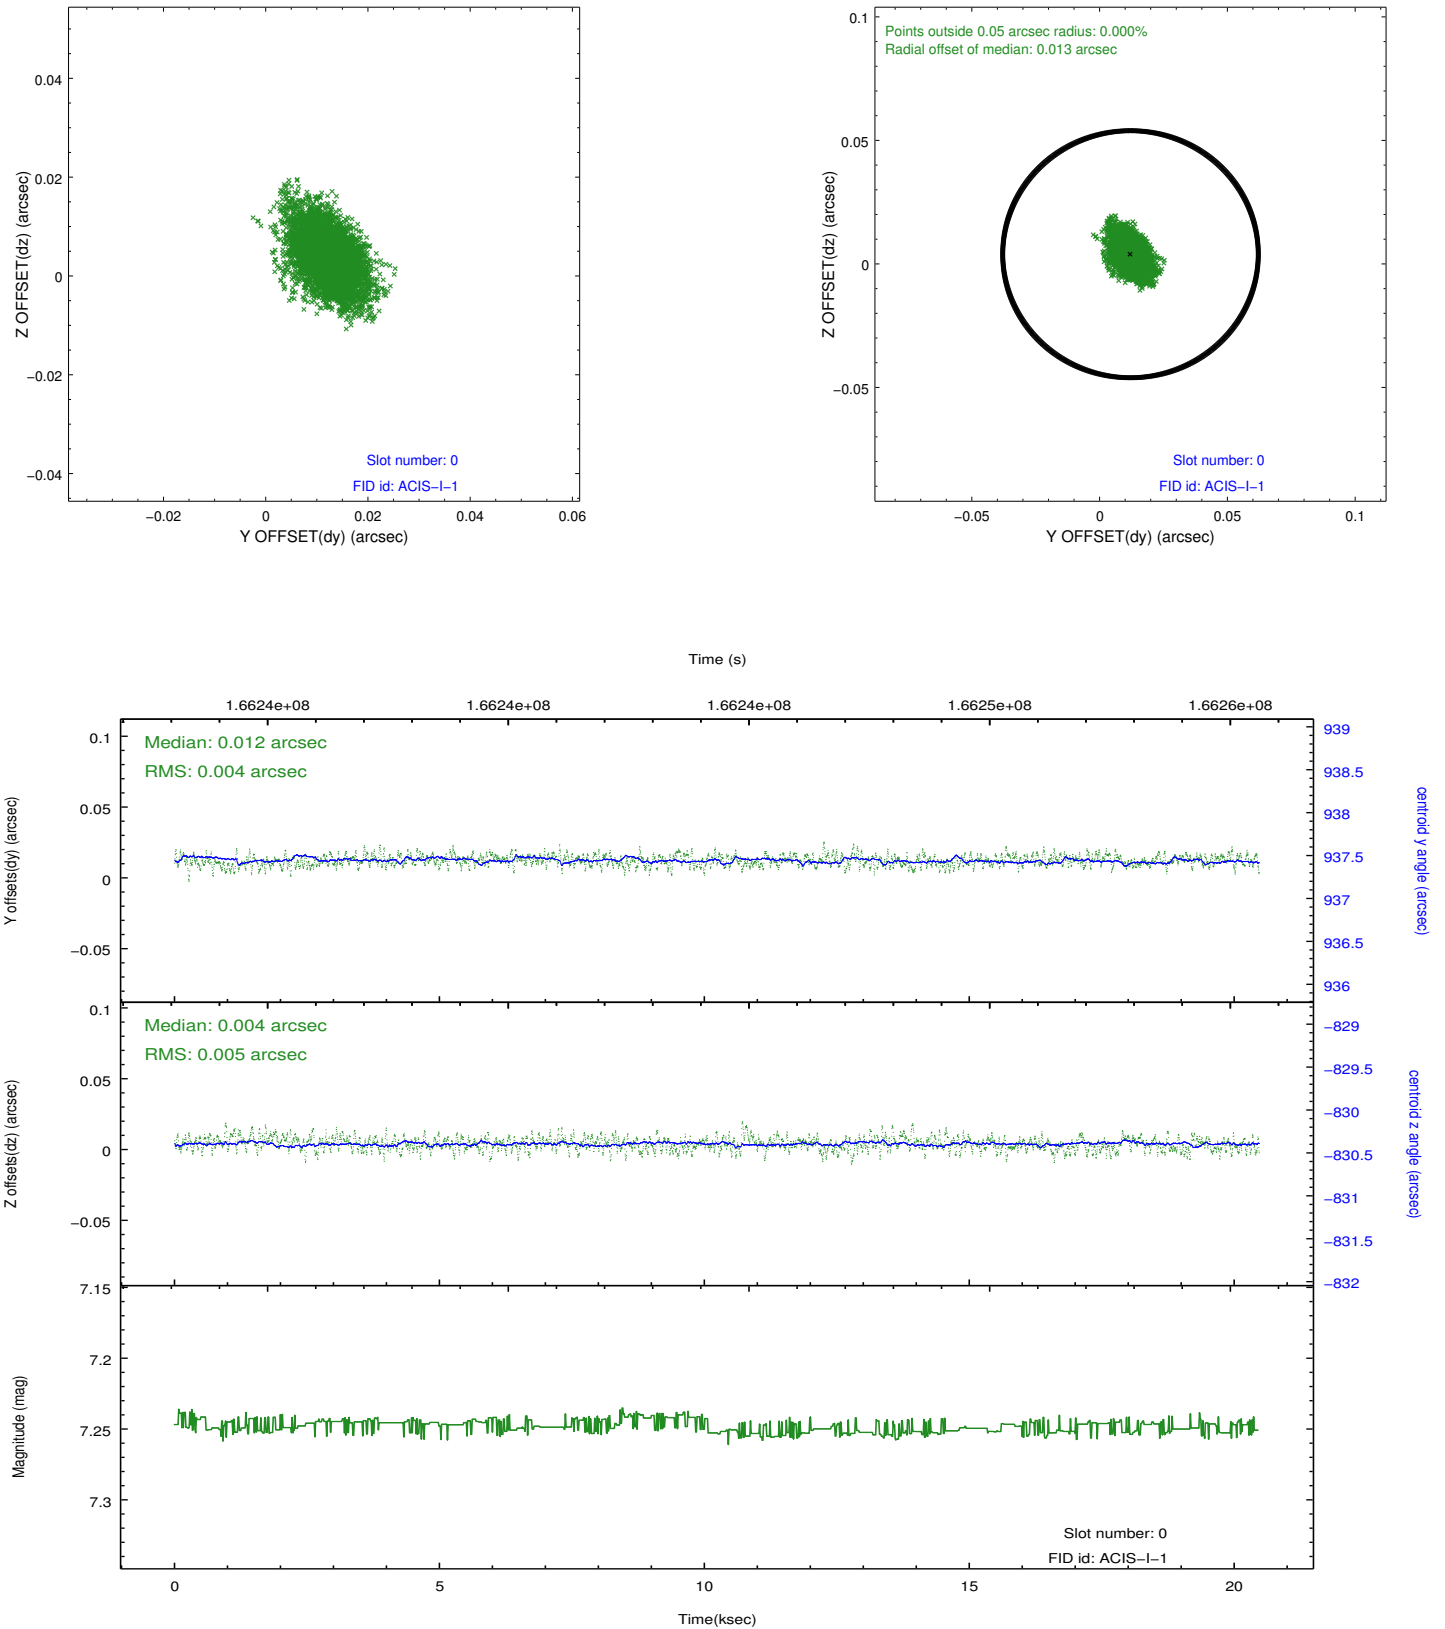 0.04
0.02
0
−0.02
−0.04
Z OFFSET(dz) (arcsec)
Slot number: 0
FID id: ACIS−I−1
−0.02
0
0.02
0.04
0.06
Y OFFSET(dy) (arcsec)
Points outside 0.05 arcsec radius: 0.000%
Radial offset of median: 0.013 arcsec
0.1
0.05
0
−0.05
Z OFFSET(dz) (arcsec)
Slot number: 0
FID id: ACIS−I−1
−0.05
0
0.05
0.1
Y OFFSET(dy) (arcsec)
Time (s)
1.6624e+08
1.6624e+08
1.6624e+08
1.6625e+08
1.6626e+08
Median: 0.012 arcsec
RMS: 0.004 arcsec
0.1
0.05
0
−0.05
Y offsets(dy) (arcsec)
939
938.5
938
937.5
937
936.5
936
centroid y angle (arcsec)
Median: 0.004 arcsec
RMS: 0.005 arcsec
0.1
0.05
0
−0.05
Z offsets(dz) (arcsec)
−829
−829.5
−830
−830.5
−831
−831.5
−832
centroid z angle (arcsec)
7.15
7.2
7.25
7.3
Magnitude (mag)
Slot number: 0
FID id: ACIS−I−1
0
5
10
15
20
Time(ksec)